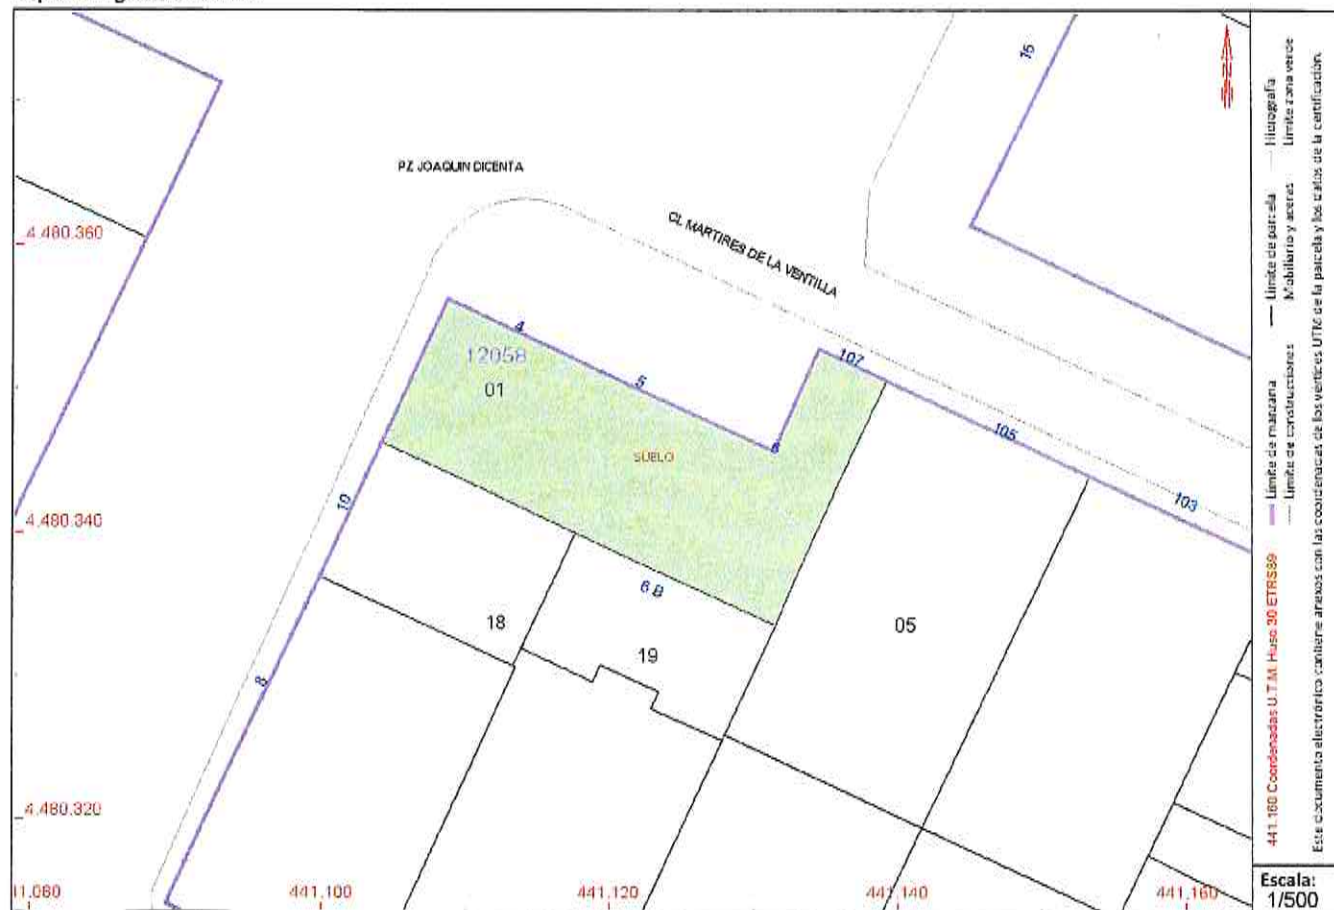 16
PZ JOAQUIN DICENTA
CL MARTIRES DE LA VENTILLA
4.480.360
4
12058
01
5
107
6
SUELO
105
103
10
4.480.340
6 B
18
19
05
8
4.480.320
441.100
441.120
441.140
441.160
441.160 Coordenadas U.T.M. Huso 30 ETRS89
Límite de manzana
Límite de parcela
Hidrografía
Límite de construcciones
Mobiliario y aceras
Límite zona verde
Este documento electrónico contiene anexos con las coordenadas de los vértices UTM de la parcela y los datos de la certificación.
Escala:
1/500